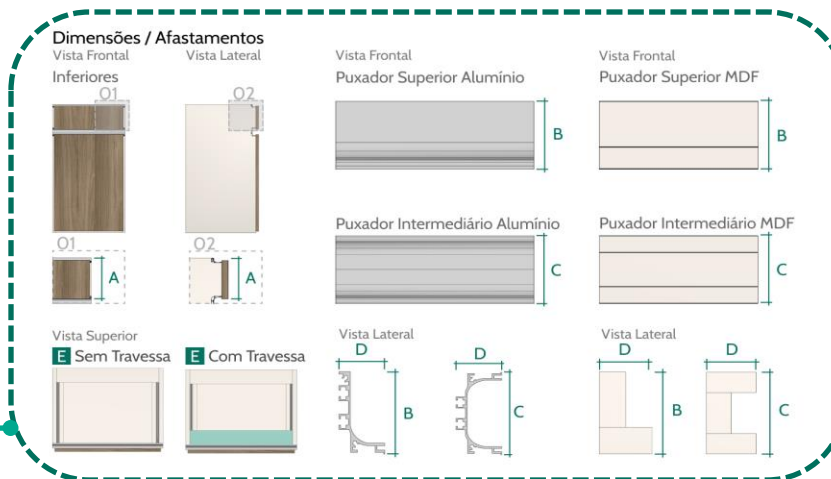 Dimensões / Afastamentos
Vista Frontal
Vista Lateral
Inferiores
01
02
01
A
02
A
Vista Superior
E Sem Travessa
E Com Travessa
Vista Frontal
Puxador Superior Alumínio
B
Puxador Intermediário Alumínio
C
Vista Lateral
D
B
D
C
Vista Frontal
Puxador Superior MDF
B
Puxador Intermediário MDF
C
Vista Lateral
D
B
D
C